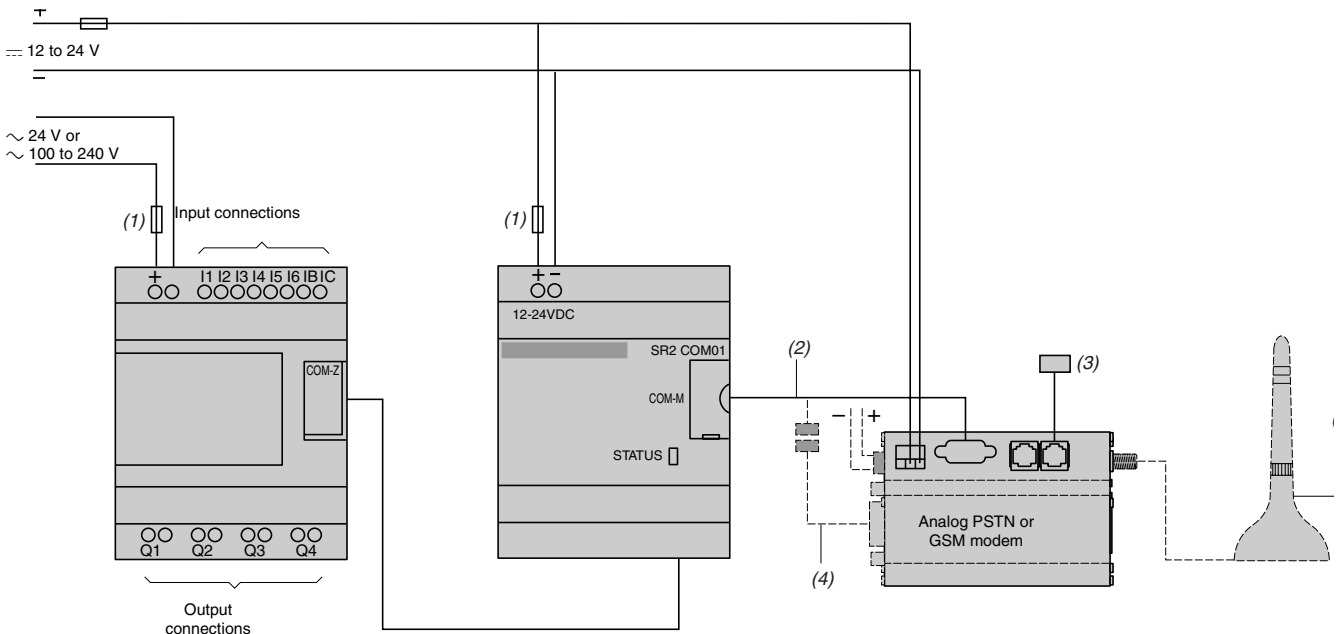 +
⎓ 12 to 24 V
–
~ 24 V or
~ 100 to 240 V
(1)
Input connections
(1)
+
I1 I2 I3 I4 I5 I6 IB IC
+ –
12-24VDC
SR2 COM01
(2)
(3)
COM-Z
COM-M
– +
STATUS
Analog PSTN or
GSM modem
Q1 Q2 Q3 Q4
(4)
Output
connections